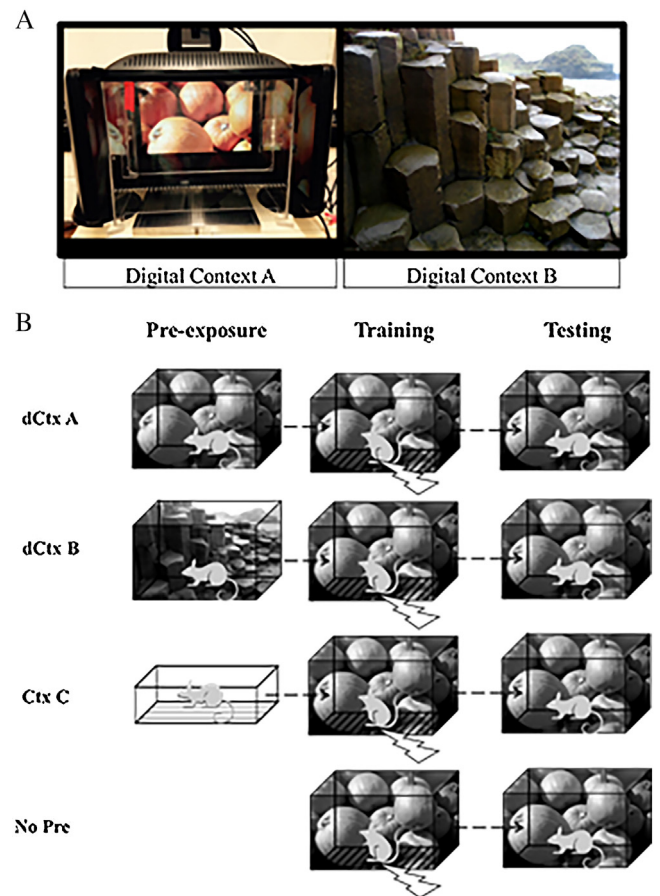 A
Digital Context A Digital Context B
B
Pre-exposure Training Testing
dCtx A
dCtx B
Ctx C
No Pre